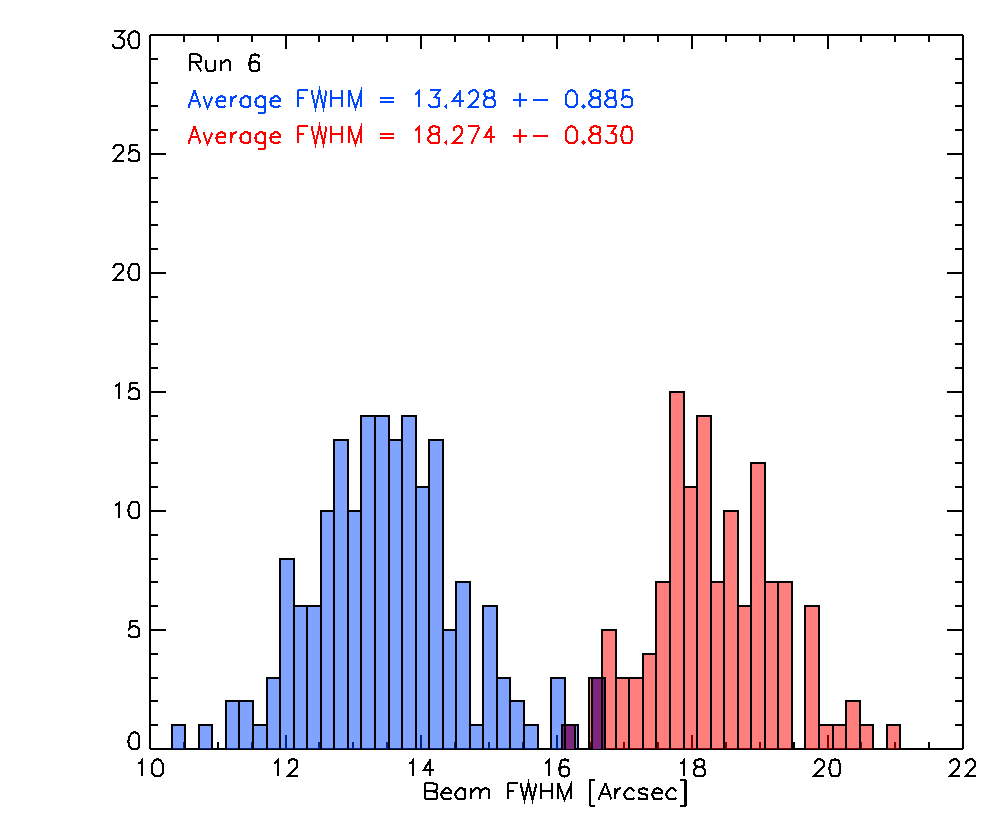 30
Run 6
Average FWHM = 13.428 +- 0.885
Average FWHM = 18.274 +- 0.830
25
20
15
10
5
0
10 12 14 16 18 20 22
Beam FWHM [Arcsec]